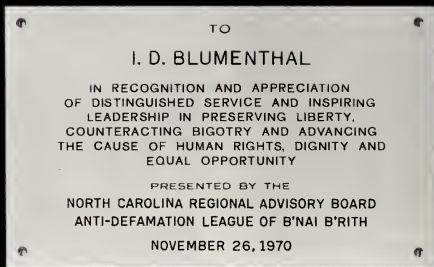 TO
I. D. BLUMENTHAL
IN RECOGNITION AND APPRECIATION
OF DISTINGUISHED SERVICE AND INSPIRING
LEADERSHIP IN PRESERVING LIBERTY,
COUNTERACTING BIGOTRY AND ADVANCING
THE CAUSE OF HUMAN RIGHTS, DIGNITY AND
EQUAL OPPORTUNITY
PRESENTED BY THE
NORTH CAROLINA REGIONAL ADVISORY BOARD
ANTI-DEFAMATION LEAGUE OF B'NAI B'RITH
NOVEMBER 26, 1970